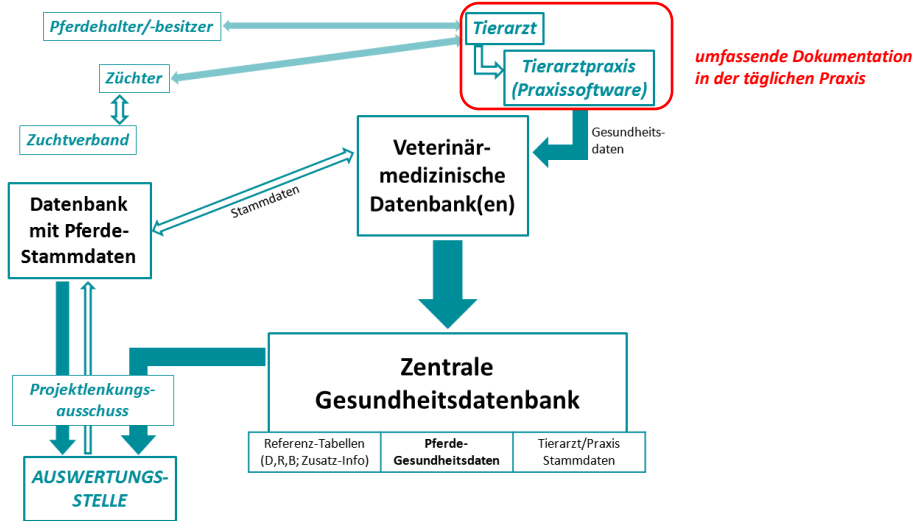 Pferdehalter/-besitzer
Tierarzt
Tierarztpraxis
(Praxissoftware)
umfassende Dokumentation
in der täglichen Praxis
Züchter
Zuchtverband
Gesundheits-
daten
Veterinär-
medizinische
Datenbank(en)
Stammdaten
Datenbank
mit Pferde-
Stammdaten
Zentrale
Gesundheitsdatenbank
Projektlenkungs-
ausschuss
Referenz-Tabellen
(D,R,B; Zusatz-Info)
Pferde-
Gesundheitsdaten
Tierarzt/Praxis
Stammdaten
AUSWERTUNGS-
STELLE